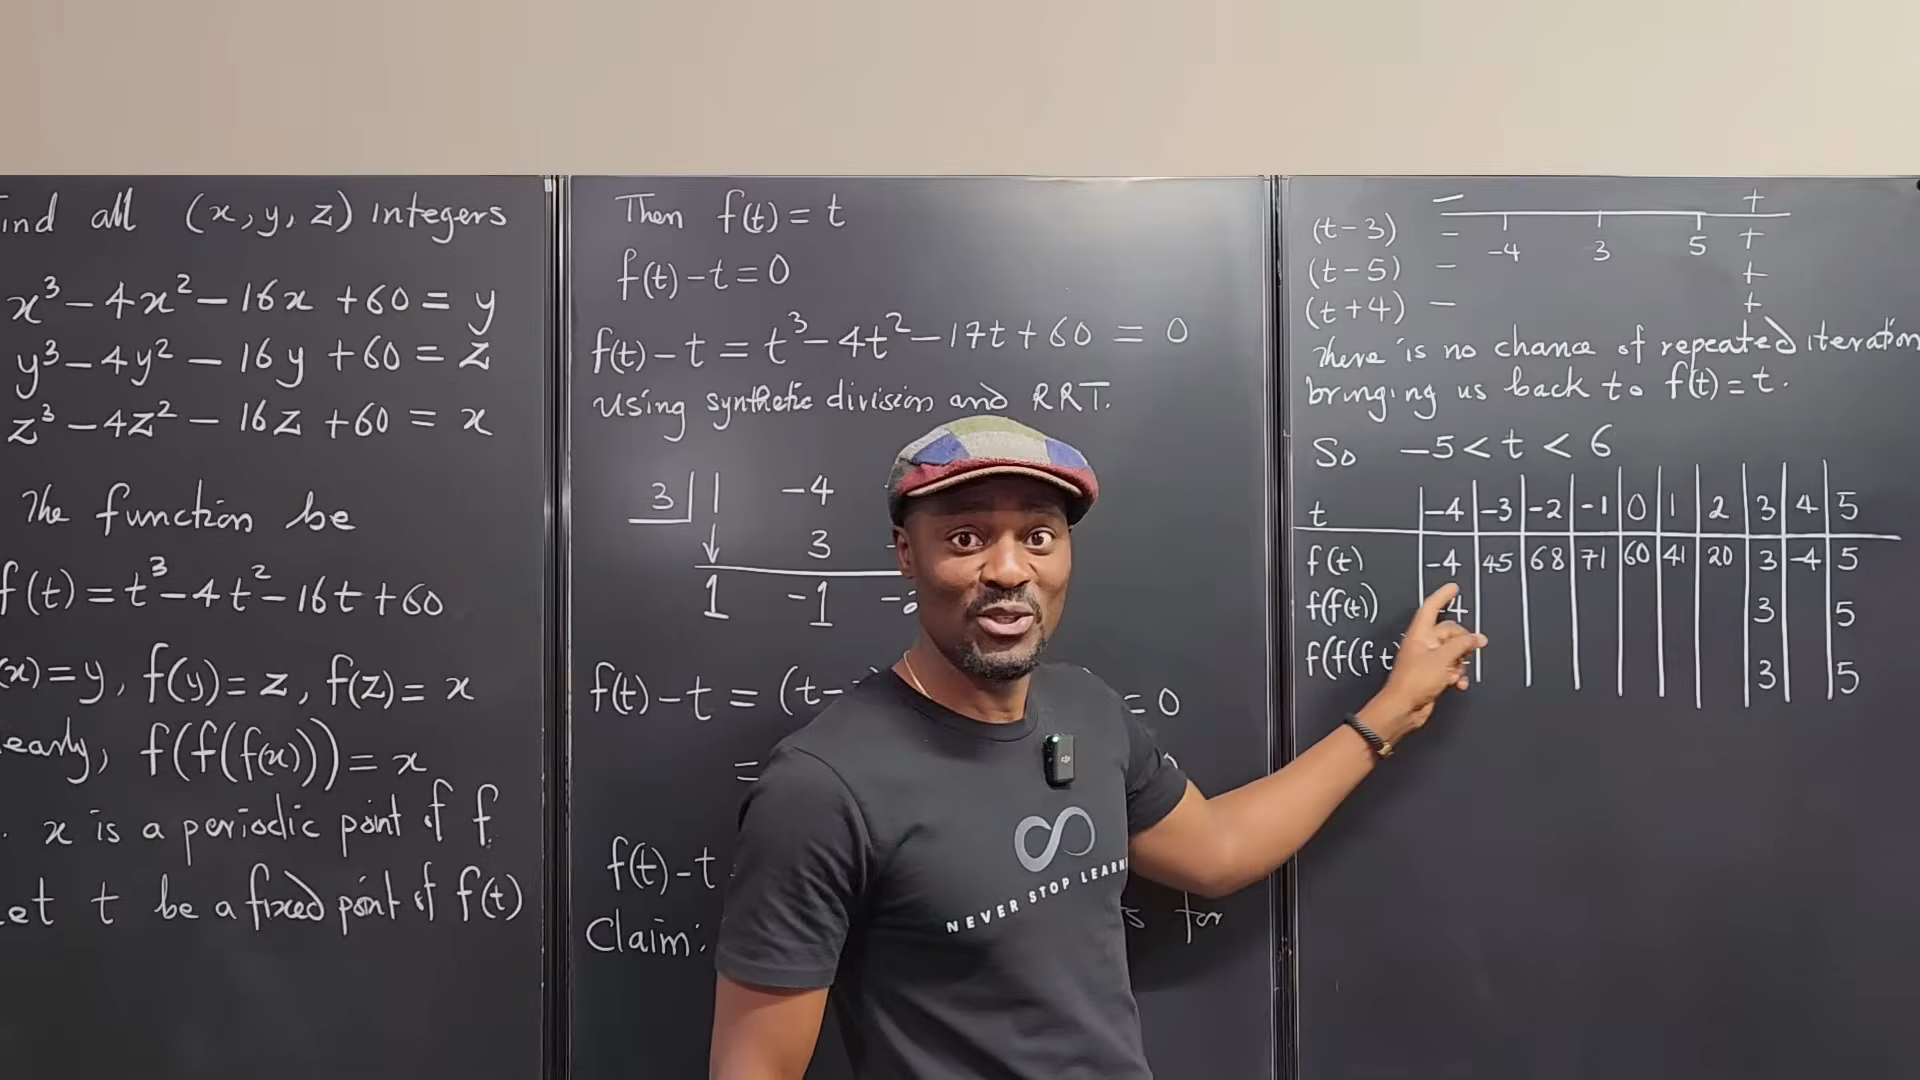 ind all (x, y, z) integers
x³ – 4x² – 16x + 60 = y
y³ – 4y² – 16y + 60 = z
z³ – 4z² – 16z + 60 = x
The function be
f(t) = t³ – 4t² – 16t + 60
(x) = y, f(y) = z, f(z) = x
early, f(f(f(x))) = x
. x is a periodic point of f
et t be a fixed point of f(t)
Then f(t) = t
f(t) – t = 0
f(t) – t = t³ – 4t² – 17t + 60 = 0
Using synthetic division and RRT.
3 1 –4
3
1 –1
f(t) – t = (t– = 0
=
f(t) – t
Claim: for
– +
(t – 3) – –4 3 5 +
(t – 5) – +
(t + 4) – +
There is no chance of repeated iteration
bringing us back to f(t) = t.
So –5 < t < 6
t –4 –3 –2 –1 0 1 2 3 4 5
f(t) –4 45 68 71 60 41 20 3 –4 5
f(f(t)) –4 3 5
f(f(f t) 3 5
NEVER STOP LEARN